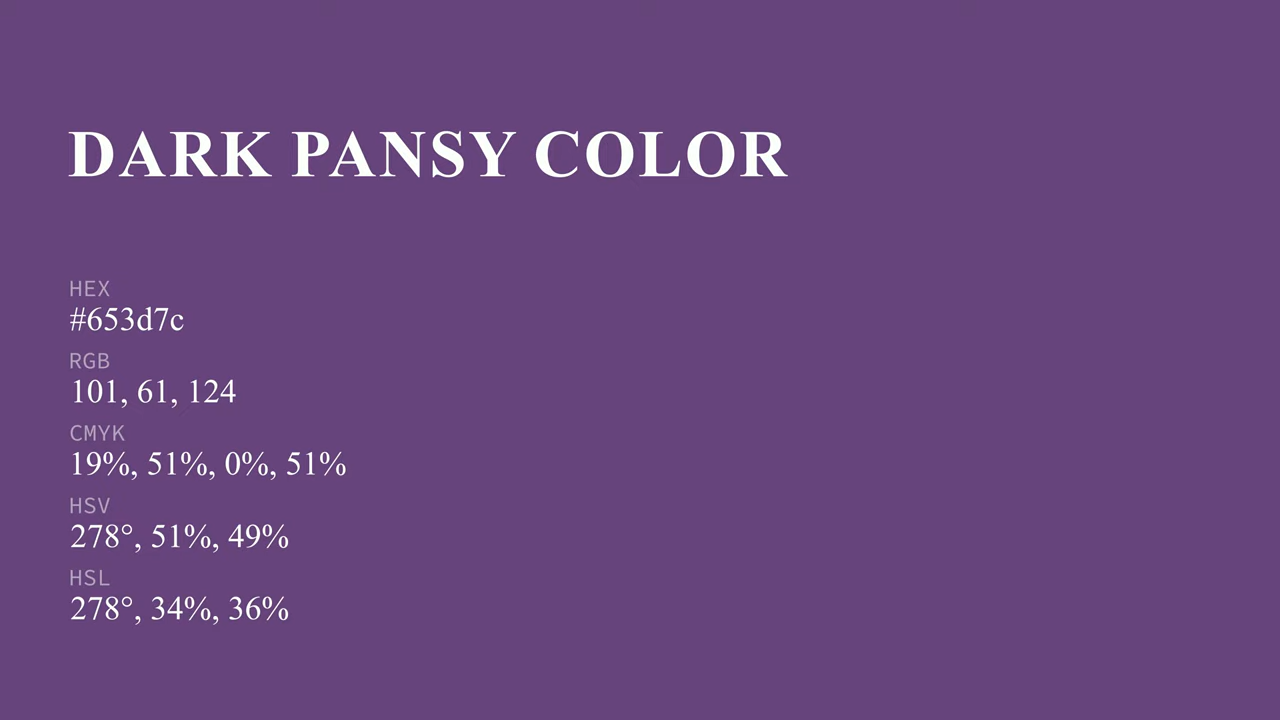 DARK PANSY COLOR
HEX
#653d7c
RGB
101, 61, 124
CMYK
19%, 51%, 0%, 51%
HSV
278°, 51%, 49%
HSL
278°, 34%, 36%